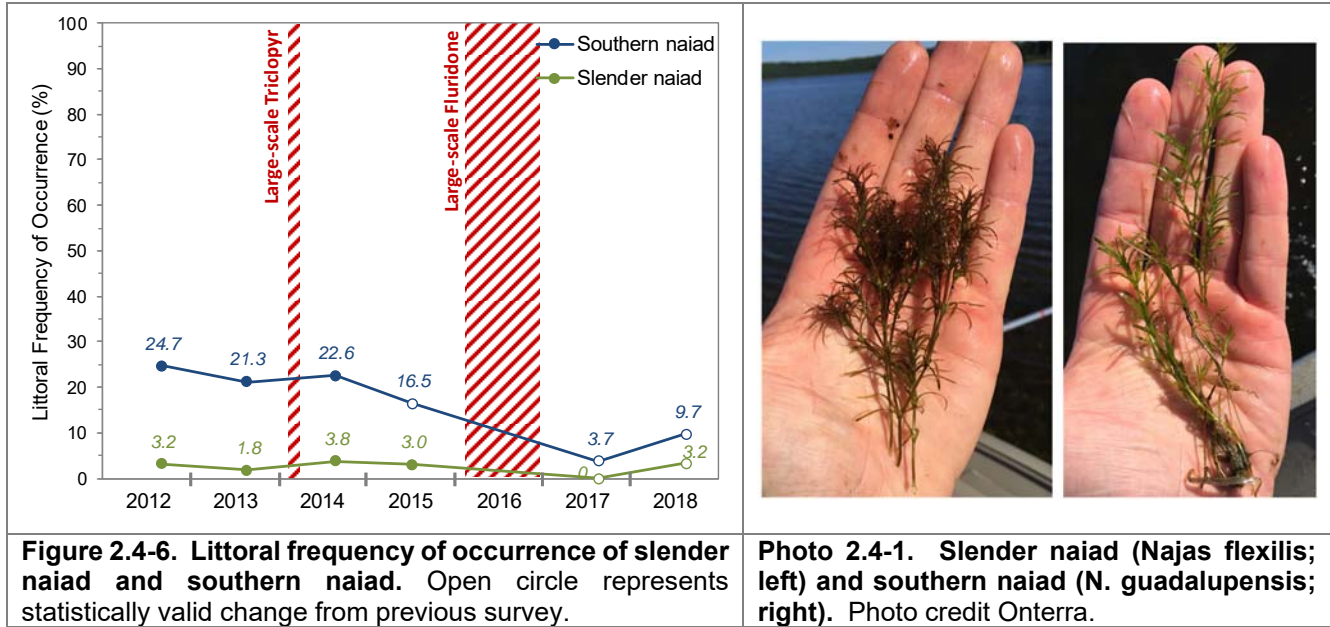 100
90
80
70
60
50
40
30
20
10
0
Littoral Frequency of Occurrence (%)
Large-scale Triclopyr
Large-scale Fluridone
Southern naiad
Slender naiad
24.7
21.3
22.6
16.5
3.7
9.7
3.2
1.8
3.8
3.0
0
3.2
2012 2013 2014 2015 2016 2017 2018
Figure 2.4-6. Littoral frequency of occurrence of slender
naiad and southern naiad. Open circle represents
statistically valid change from previous survey.
Photo 2.4-1. Slender naiad (Najas flexilis;
left) and southern naiad (N. guadalupensis;
right). Photo credit Onterra.